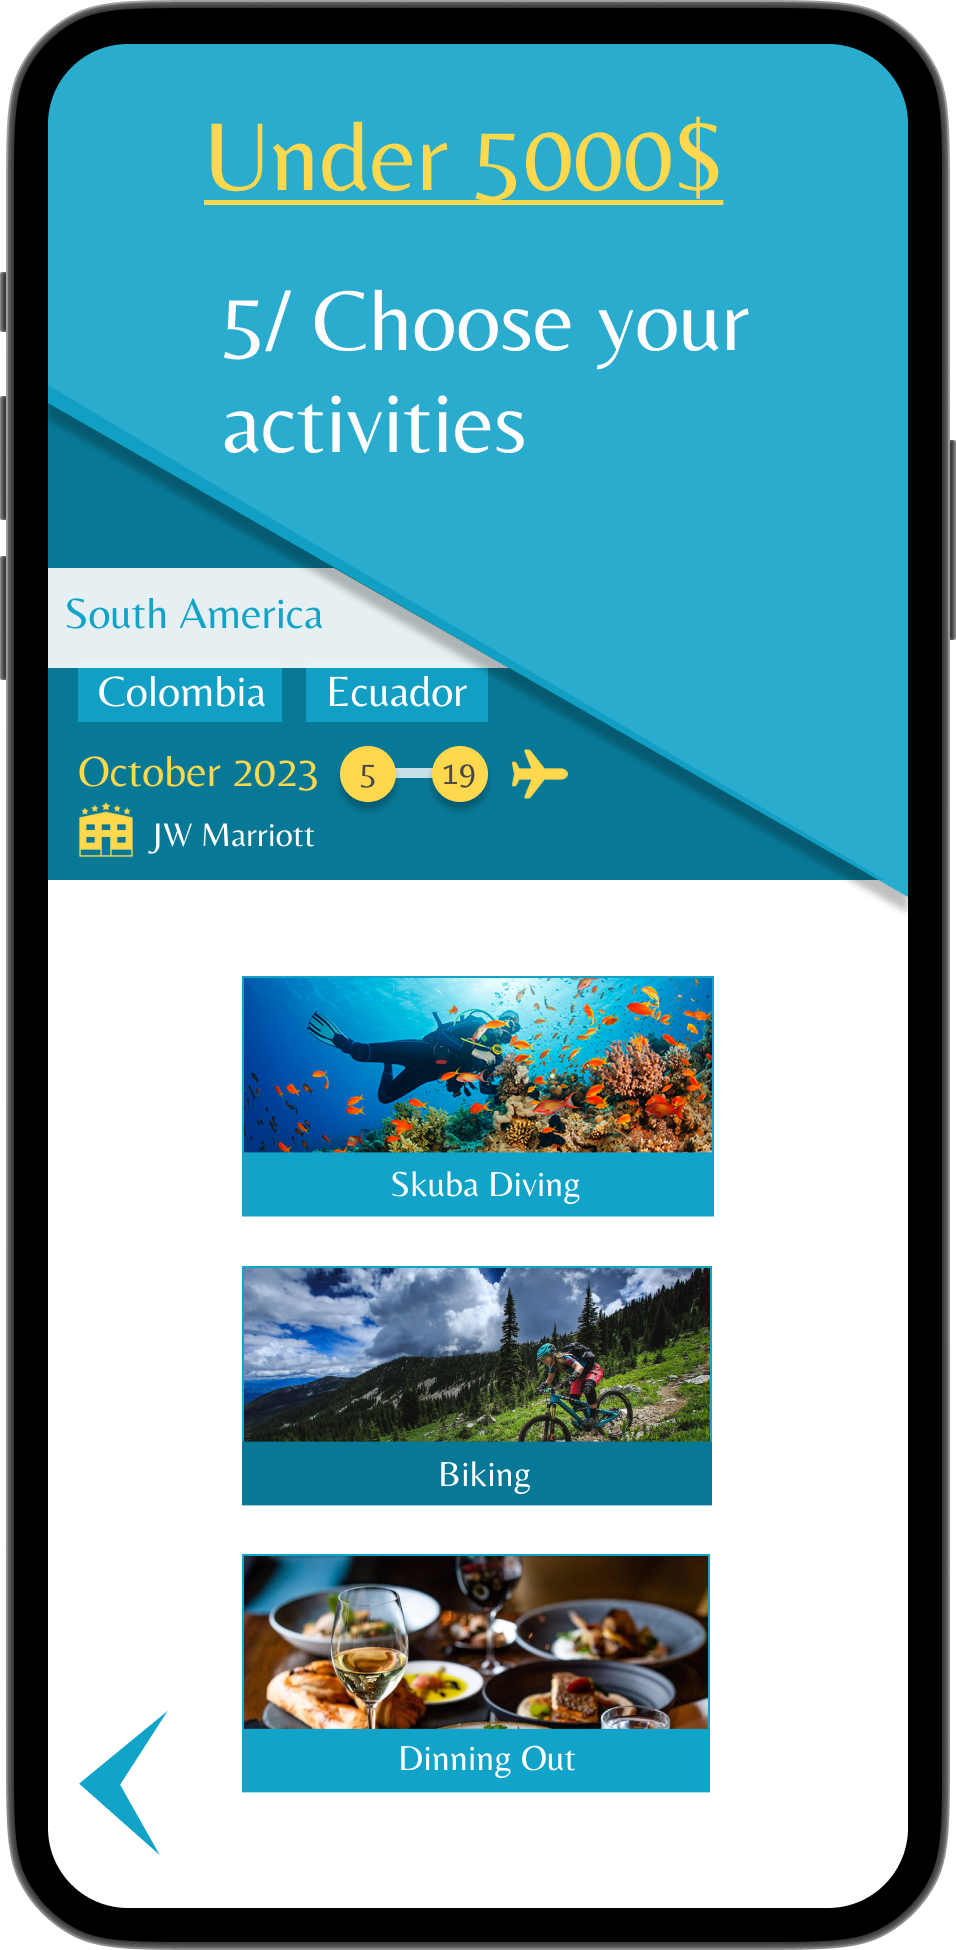 Under 5000$
5/ Choose your
activities
South America
Colombia Ecuador
October 2023 5 19
JW Marriott
Skuba Diving
Biking
Dinning Out